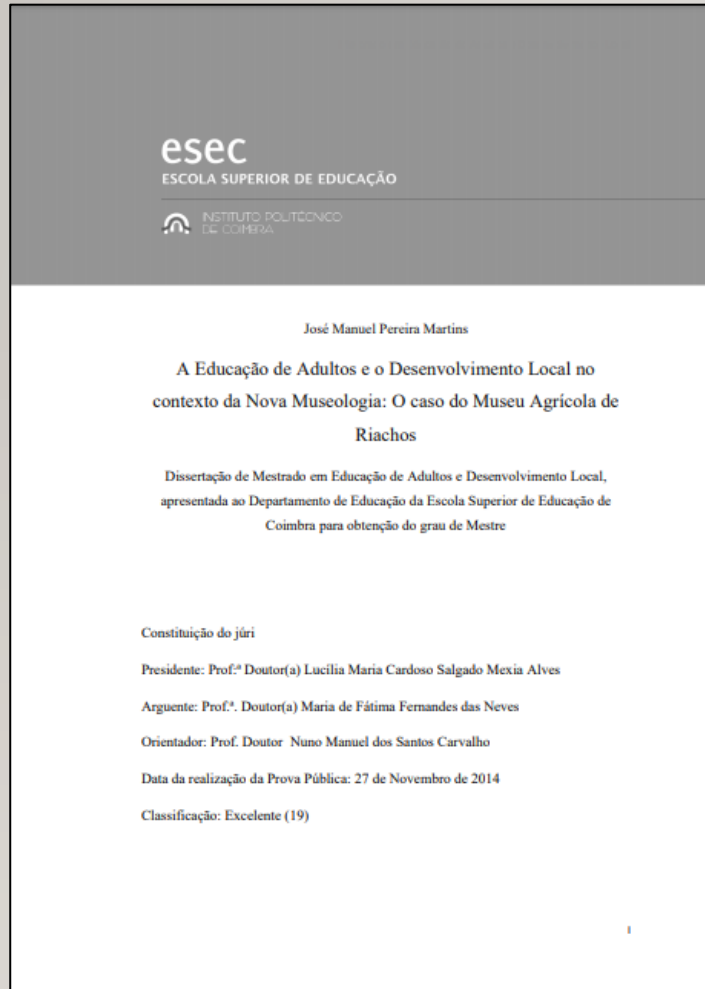 esec
ESCOLA SUPERIOR DE EDUCAÇÃO
INSTITUTO POLITÉCNICO
DE COIMBRA
José Manuel Pereira Martins
A Educação de Adultos e o Desenvolvimento Local no
contexto da Nova Museologia: O caso do Museu Agrícola de
Riachos
Dissertação de Mestrado em Educação de Adultos e Desenvolvimento Local,
apresentada ao Departamento de Educação da Escola Superior de Educação de
Coimbra para obtenção do grau de Mestre
Constituição do júri
Presidente: Prof:ª Doutor(a) Lucília Maria Cardoso Salgado Mexia Alves
Arguente: Prof.ª. Doutor(a) Maria de Fátima Fernandes das Neves
Orientador: Prof. Doutor Nuno Manuel dos Santos Carvalho
Data da realização da Prova Pública: 27 de Novembro de 2014
Classificação: Excelente (19)
I